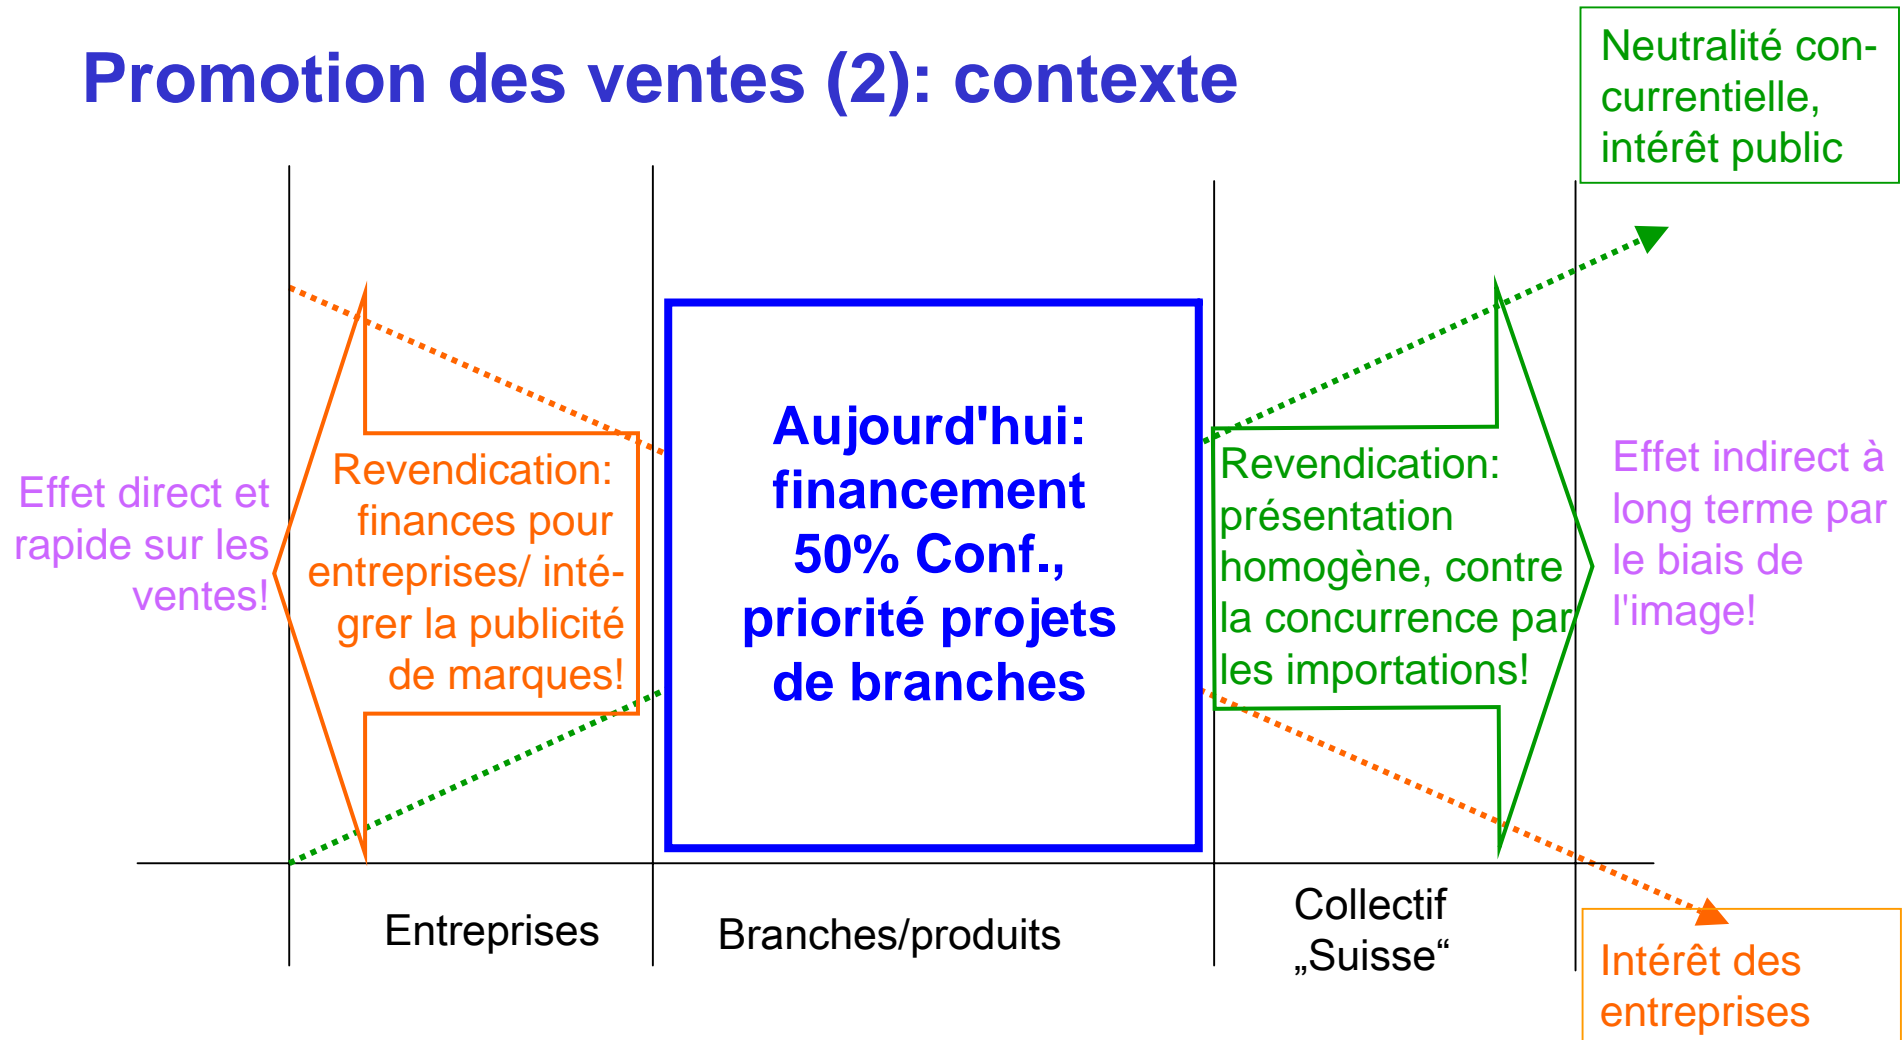 Promotion des ventes (2): contexte
Neutralité con-
currentielle,
intérêt public
Effet direct et
rapide sur les
ventes!
Revendication:
finances pour
entreprises/ inté-
grer la publicité
de marques!
Aujourd'hui:
financement
50% Conf.,
priorité projets
de branches
Revendication:
présentation
homogène, contre
la concurrence par
les importations!
Effet indirect à
long terme par
le biais de
l'image!
Entreprises
Branches/produits
Collectif
„Suisse“
Intérêt des
entreprises